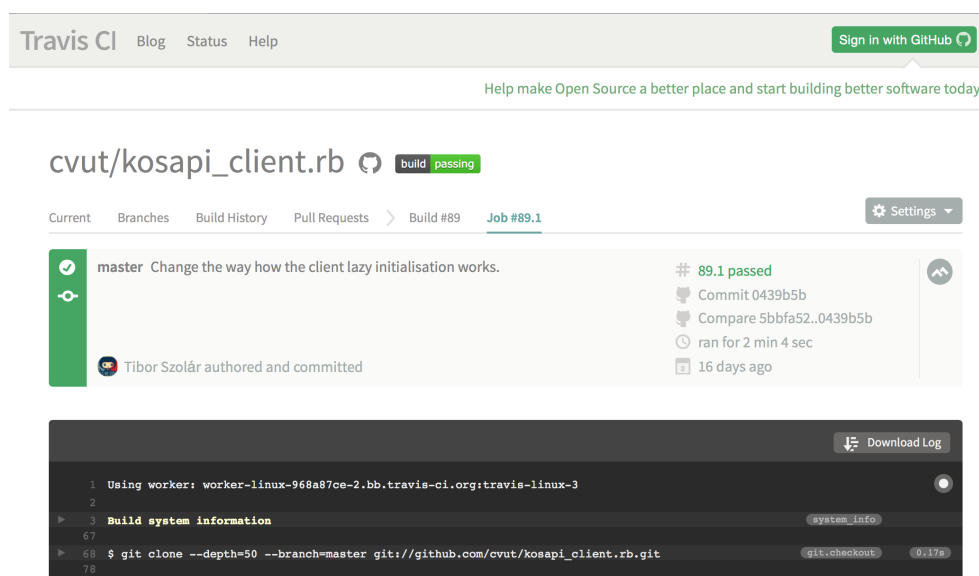 Travis CI Blog Status Help Sign in with GitHub
Help make Open Source a better place and start building better software today
cvut/kosapi_client.rb build passing
Current Branches Build History Pull Requests Build #89 Job #89.1 Settings
master Change the way how the client lazy initialisation works.
89.1 passed
Commit 0439b5b
Compare 5bbfa52..0439b5b
ran for 2 min 4 sec
Tibor Szolár authored and committed
16 days ago
Download Log
1 Using worker: worker-linux-968a87ce-2.bb.travis-ci.org:travis-linux-3
2
3 Build system information system_info
67
68 $ git clone --depth=50 --branch=master git://github.com/cvut/kosapi_client.rb.git git.checkout 0.17s
78